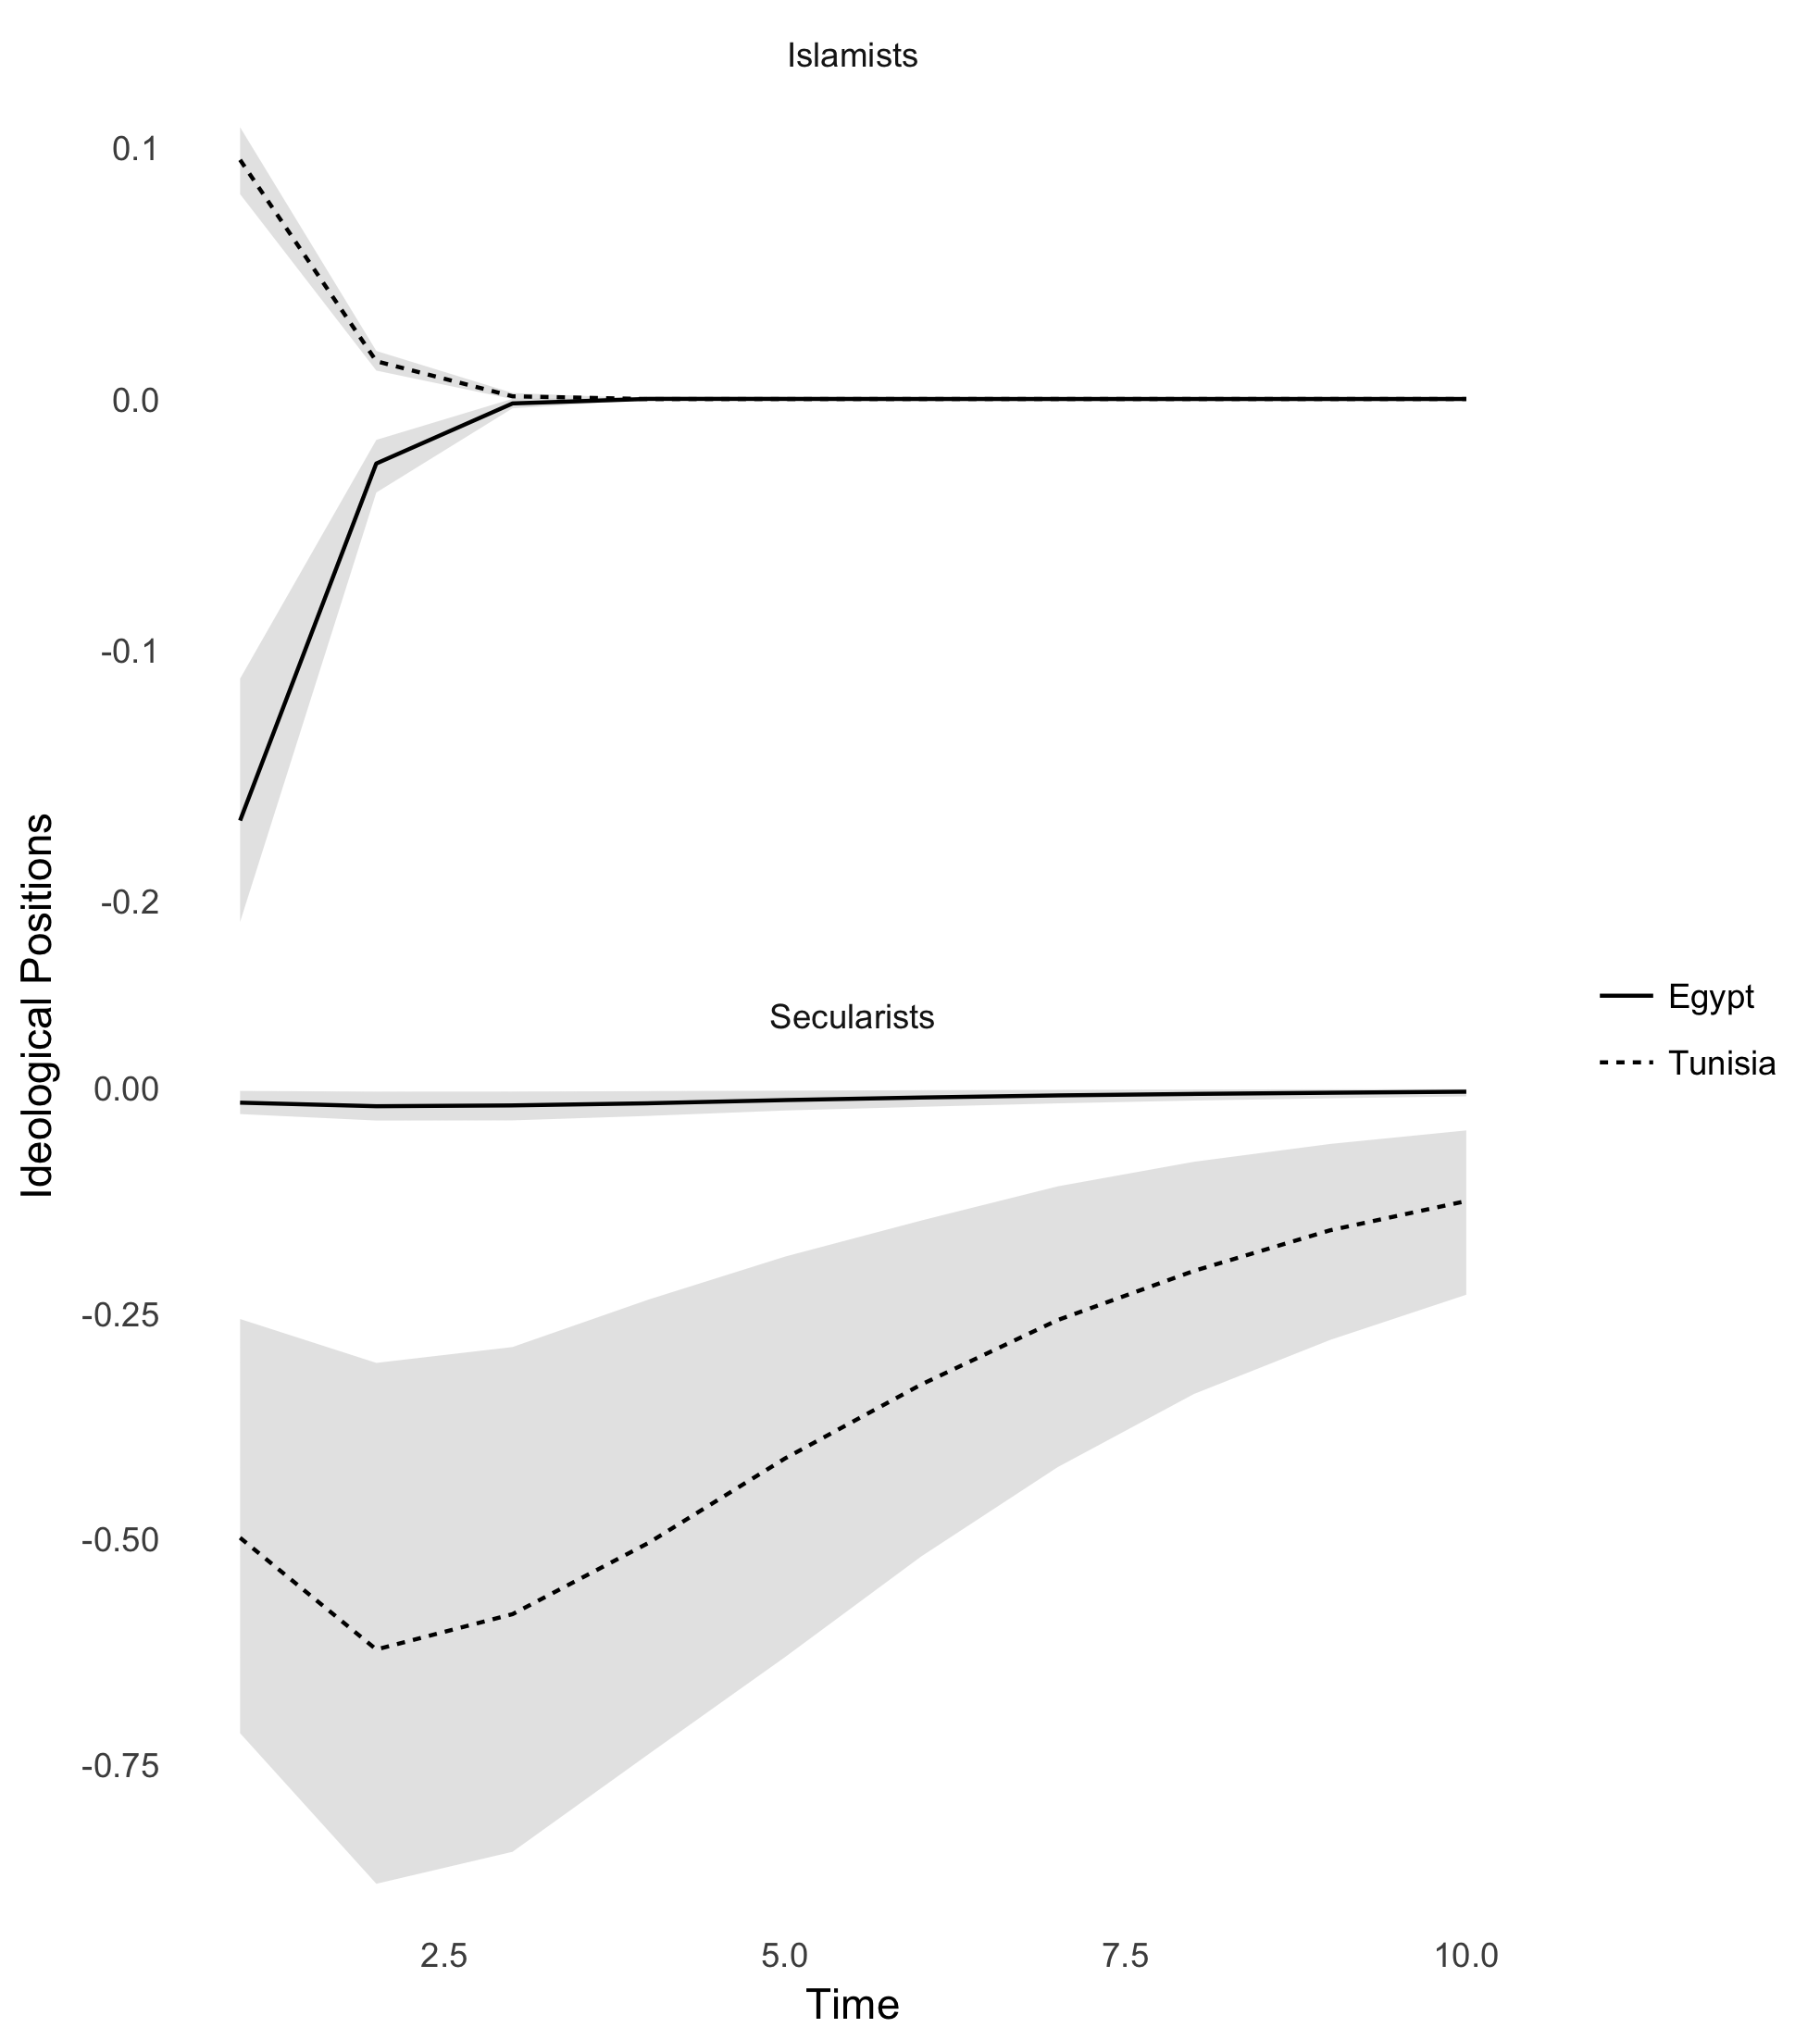 Islamists
0.1
0.0
-0.1
-0.2
Ideological Positions
Secularists
0.00
-0.25
-0.50
-0.75
2.5 5.0 7.5 10.0
Time
Egypt
Tunisia